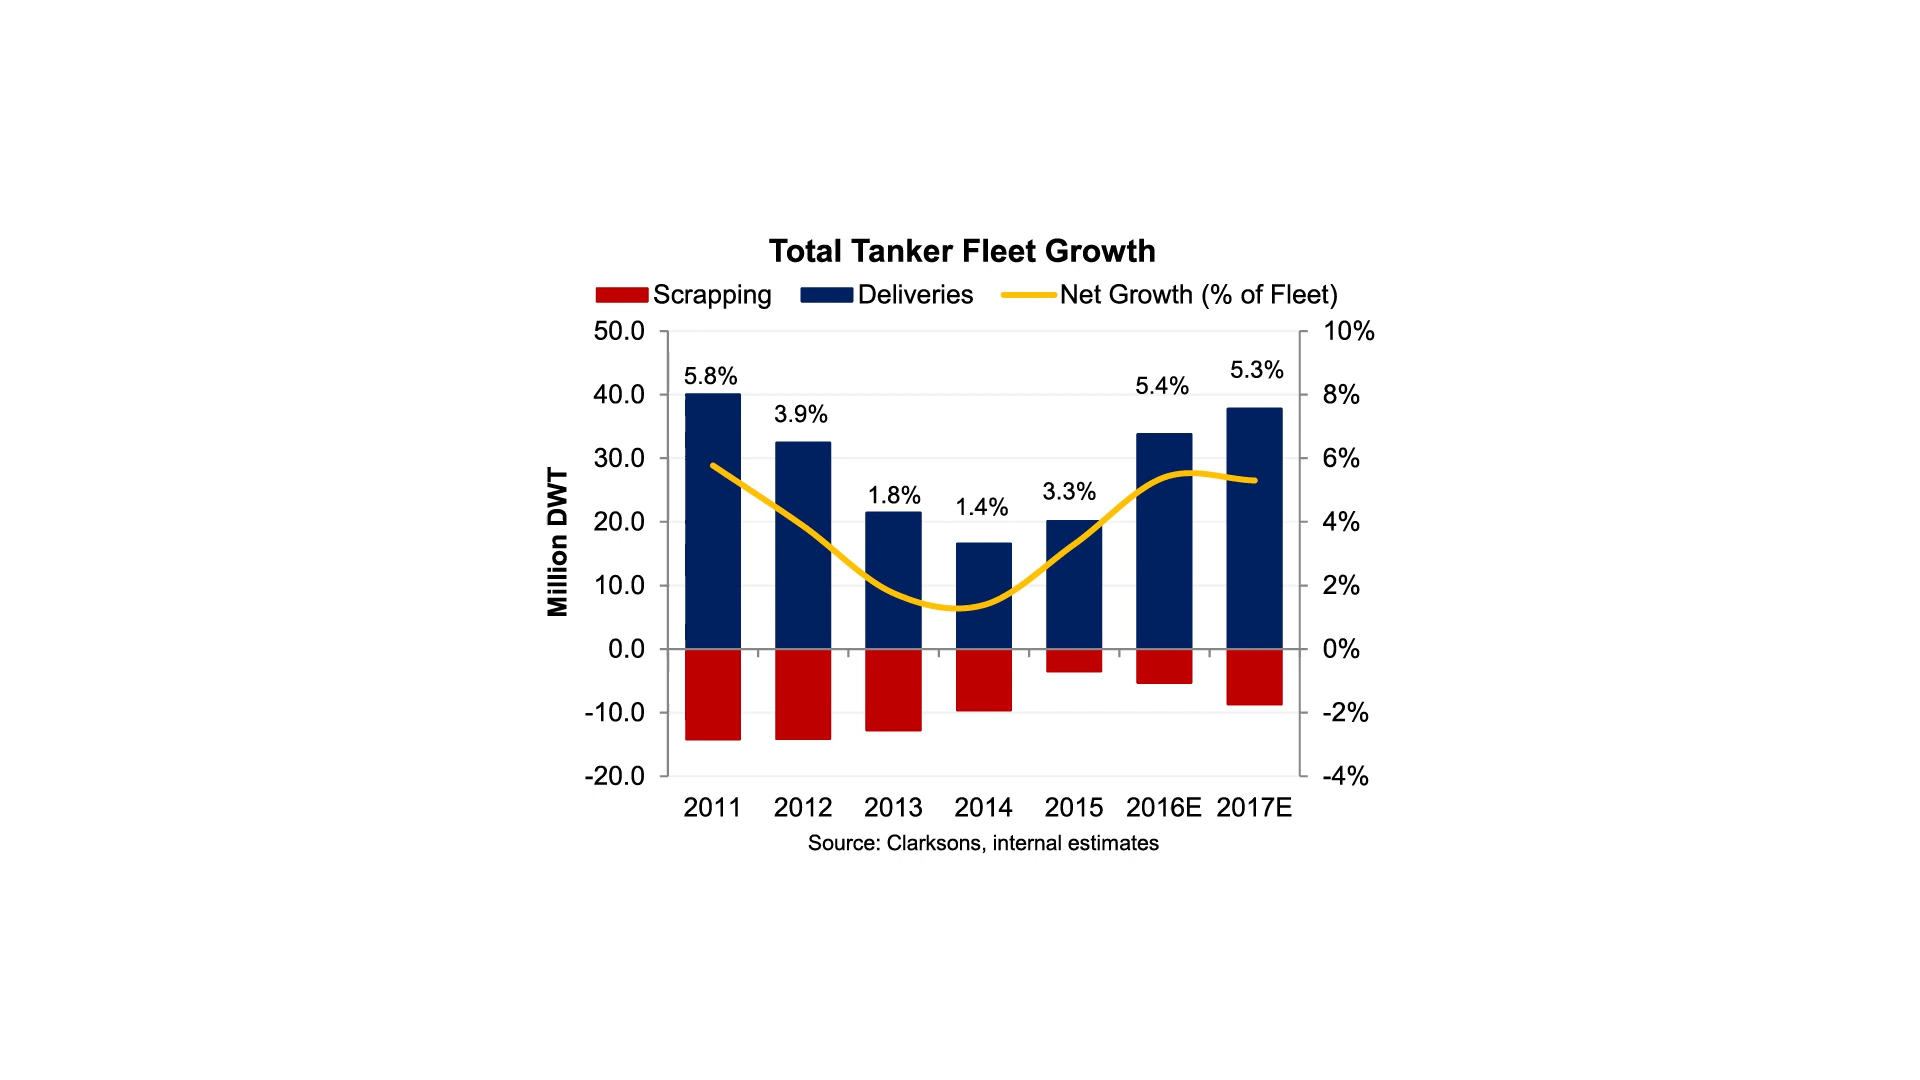 Total Tanker Fleet Growth
Scrapping Deliveries Net Growth (% of Fleet)
50.0 10%
5.8% 5.3%
5.4%
40.0 8%
3.9%
30.0 6%
1.8% 1.4% 3.3%
20.0 4%
10.0 2%
0.0 0%
-10.0 -2%
-20.0 -4%
Million DWT
2011 2012 2013 2014 2015 2016E 2017E
Source: Clarksons, internal estimates